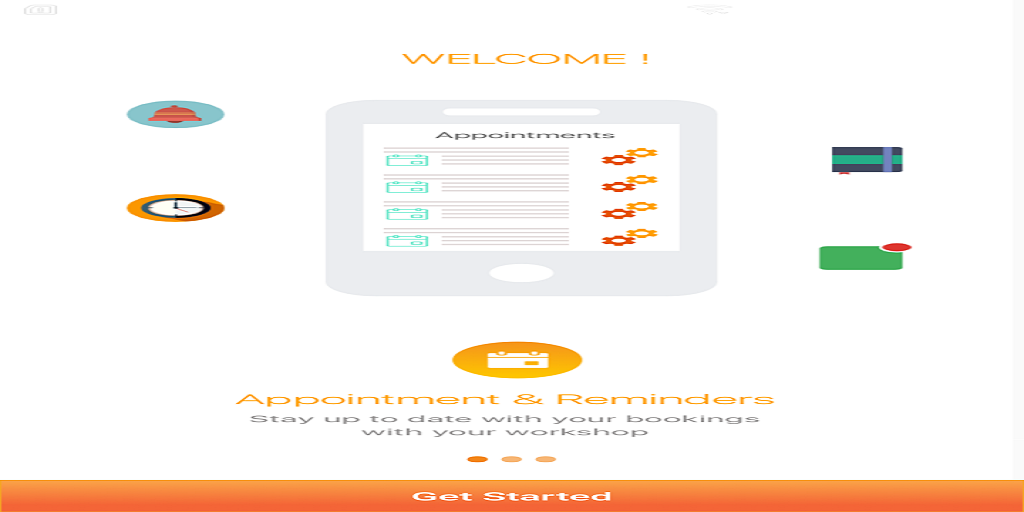 WELCOME !
Appointments
Appointment & Reminders
Stay up to date with your bookings
with your workshop
Get Started